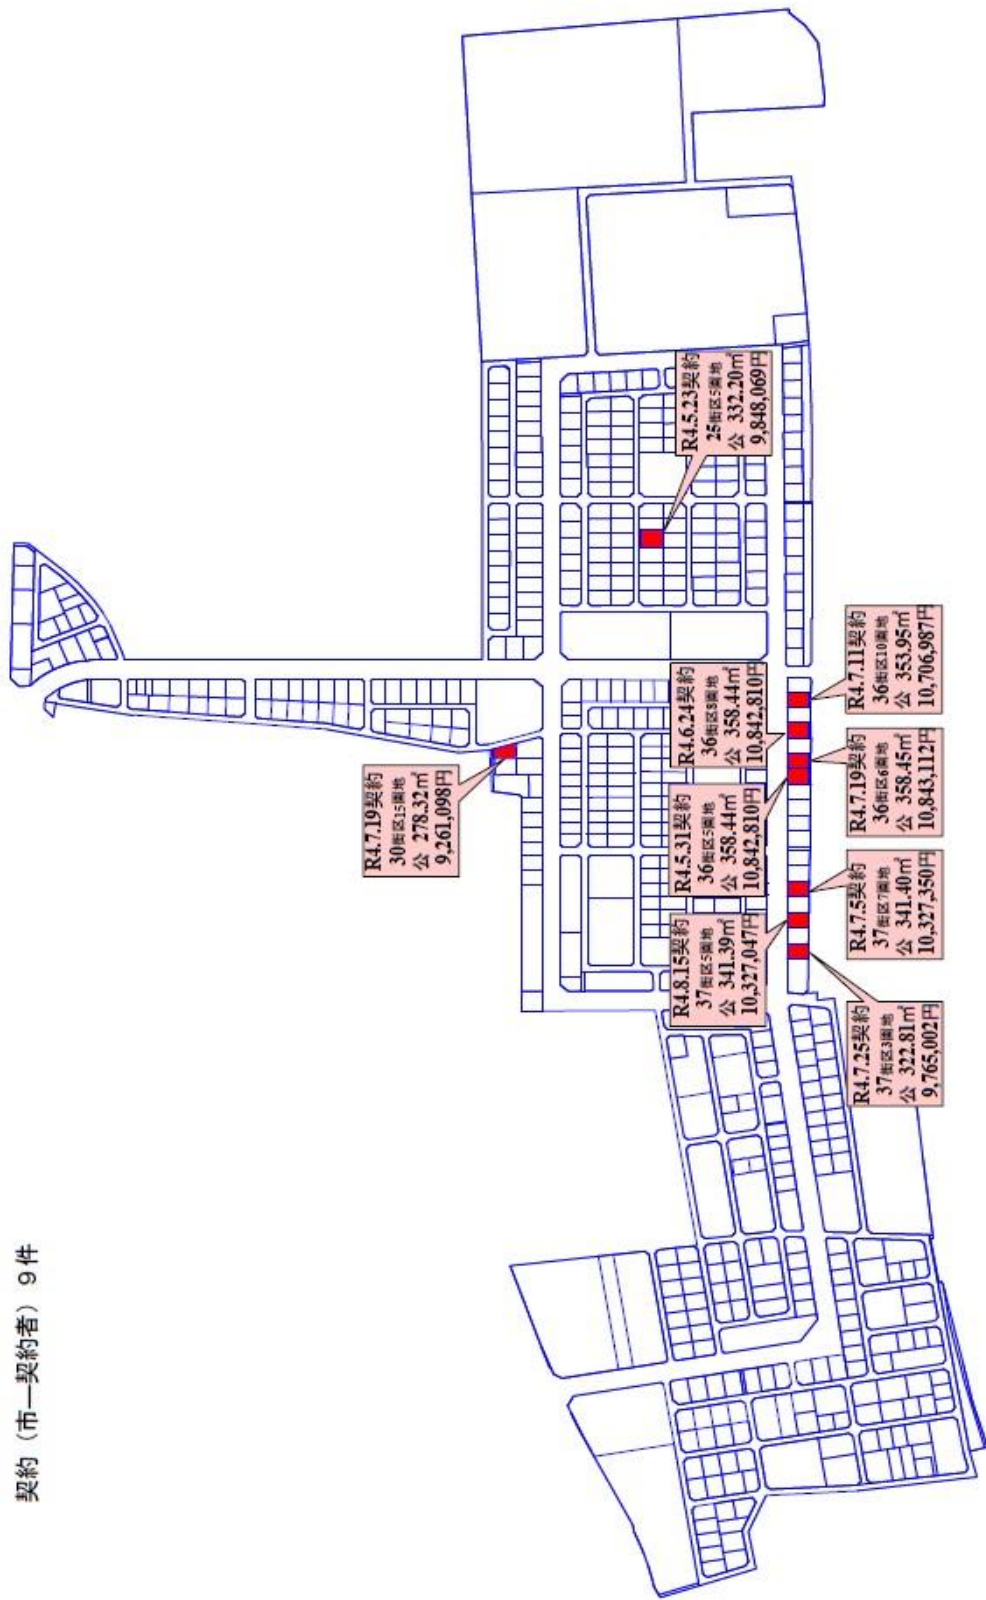 契約（市―契約者）９件
R4.7.19契約
30街区15画地
公 278.32㎡
9,261,098円
R4.5.23契約
25街区5画地
公 332.20㎡
9,848,069円
R4.8.15契約
37街区5画地
公 341.39㎡
10,327,047円
R4.5.31契約
36街区5画地
公 358.44㎡
10,842,810円
R4.6.24契約
36街区8画地
公 358.44㎡
10,842,810円
R4.7.25契約
37街区3画地
公 322.81㎡
9,765,002円
R4.7.5契約
37街区7画地
公 341.40㎡
10,327,350円
R4.7.19契約
36街区6画地
公 358.45㎡
10,843,112円
R4.7.11契約
36街区10画地
公 353.95㎡
10,706,987円